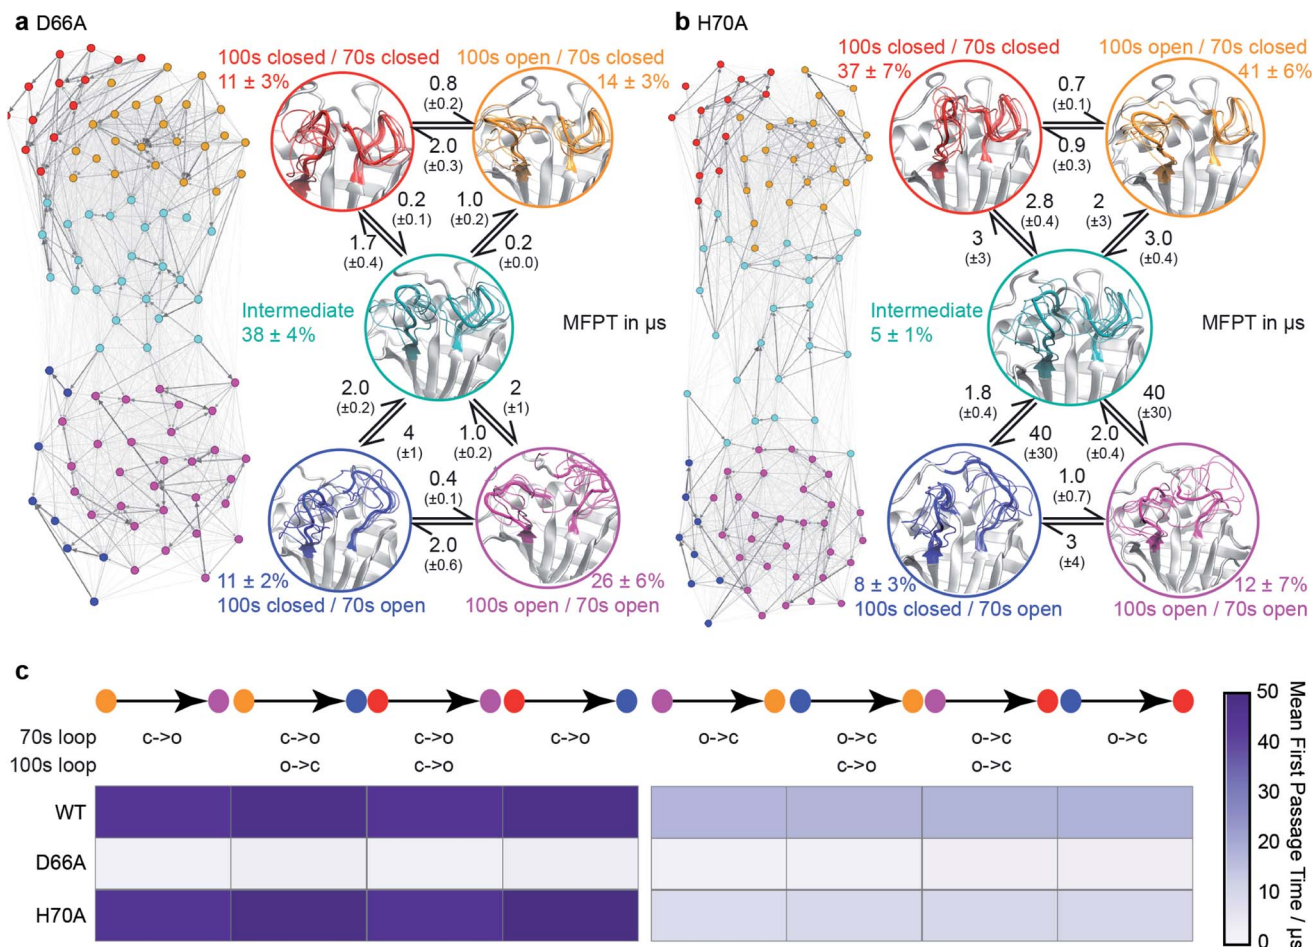 a D66A
100s closed / 70s closed
11 ± 3%
100s open / 70s closed
14 ± 3%
0.8
(±0.2)
2.0
(±0.3)
0.2
(±0.1)
1.7
(±0.4)
1.0
(±0.2)
0.2
(±0.0)
Intermediate
38 ± 4%
MFPT in µs
2.0
(±0.2)
4
(±1)
2
(±1)
1.0
(±0.2)
0.4
(±0.1)
2.0
(±0.6)
11 ± 2%
100s closed / 70s open
26 ± 6%
100s open / 70s open
b H70A
100s closed / 70s closed
37 ± 7%
100s open / 70s closed
41 ± 6%
0.7
(±0.1)
0.9
(±0.3)
2.8
(±0.4)
3
(±3)
2
(±3)
3.0
(±0.4)
Intermediate
5 ± 1%
MFPT in µs
1.8
(±0.4)
40
(±30)
40
(±30)
2.0
(±0.4)
1.0
(±0.7)
3
(±4)
8 ± 3%
100s closed / 70s open
12 ± 7%
100s open / 70s open
c
70s loop c->o c->o c->o c->o o->c o->c o->c o->c
100s loop o->c c->o c->o o->c
WT
D66A
H70A
50
40
30
20
10
0
Mean First Passage Time / µs